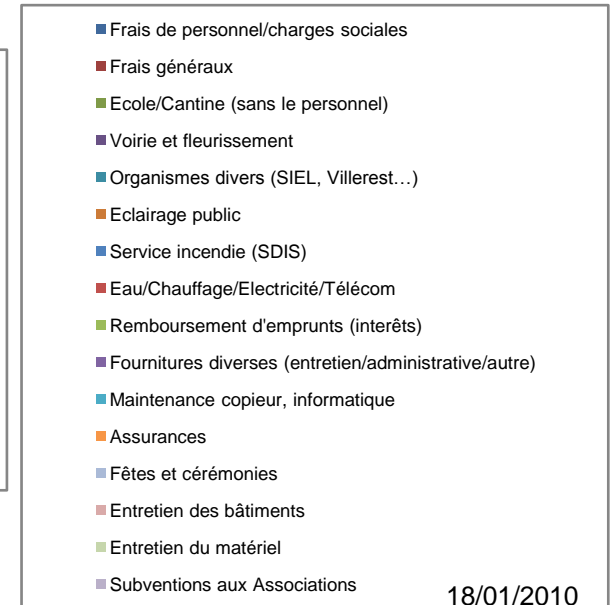 Frais de personnel/charges sociales
Frais généraux
Ecole/Cantine (sans le personnel)
Voirie et fleurissement
Organismes divers (SIEL, Villerest…)
Eclairage public
Service incendie (SDIS)
Eau/Chauffage/Electricité/Télécom
Remboursement d'emprunts (interêts)
Fournitures diverses (entretien/administrative/autre)
Maintenance copieur, informatique
Assurances
Fêtes et cérémonies
Entretien des bâtiments
Entretien du matériel
Subventions aux Associations
18/01/2010